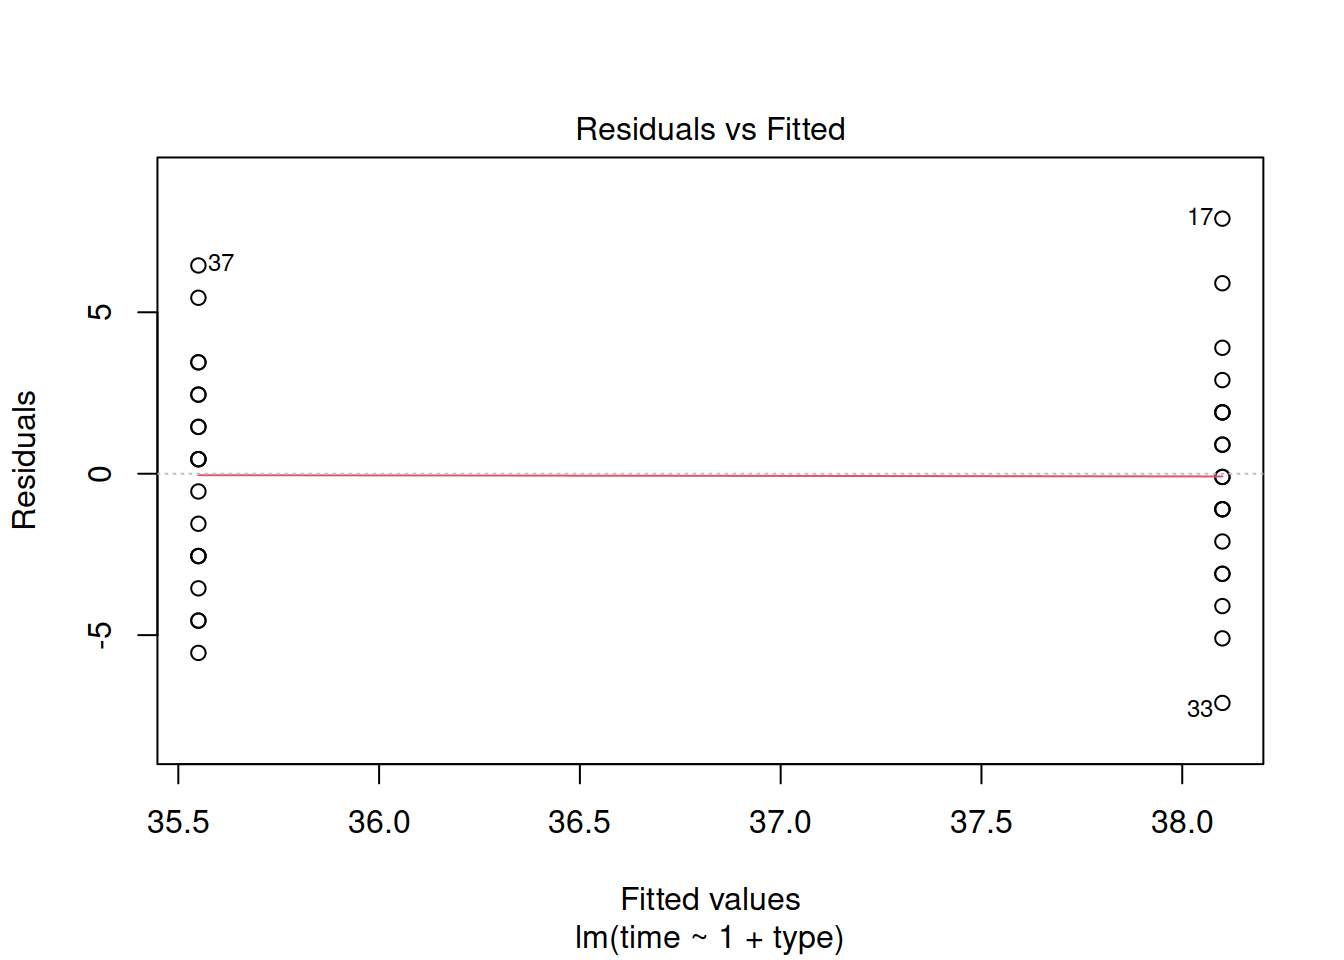 Residuals vs Fitted
17
37
5
0
-5
33
Residuals
35.5 36.0 36.5 37.0 37.5 38.0
Fitted values
lm(time ~ 1 + type)